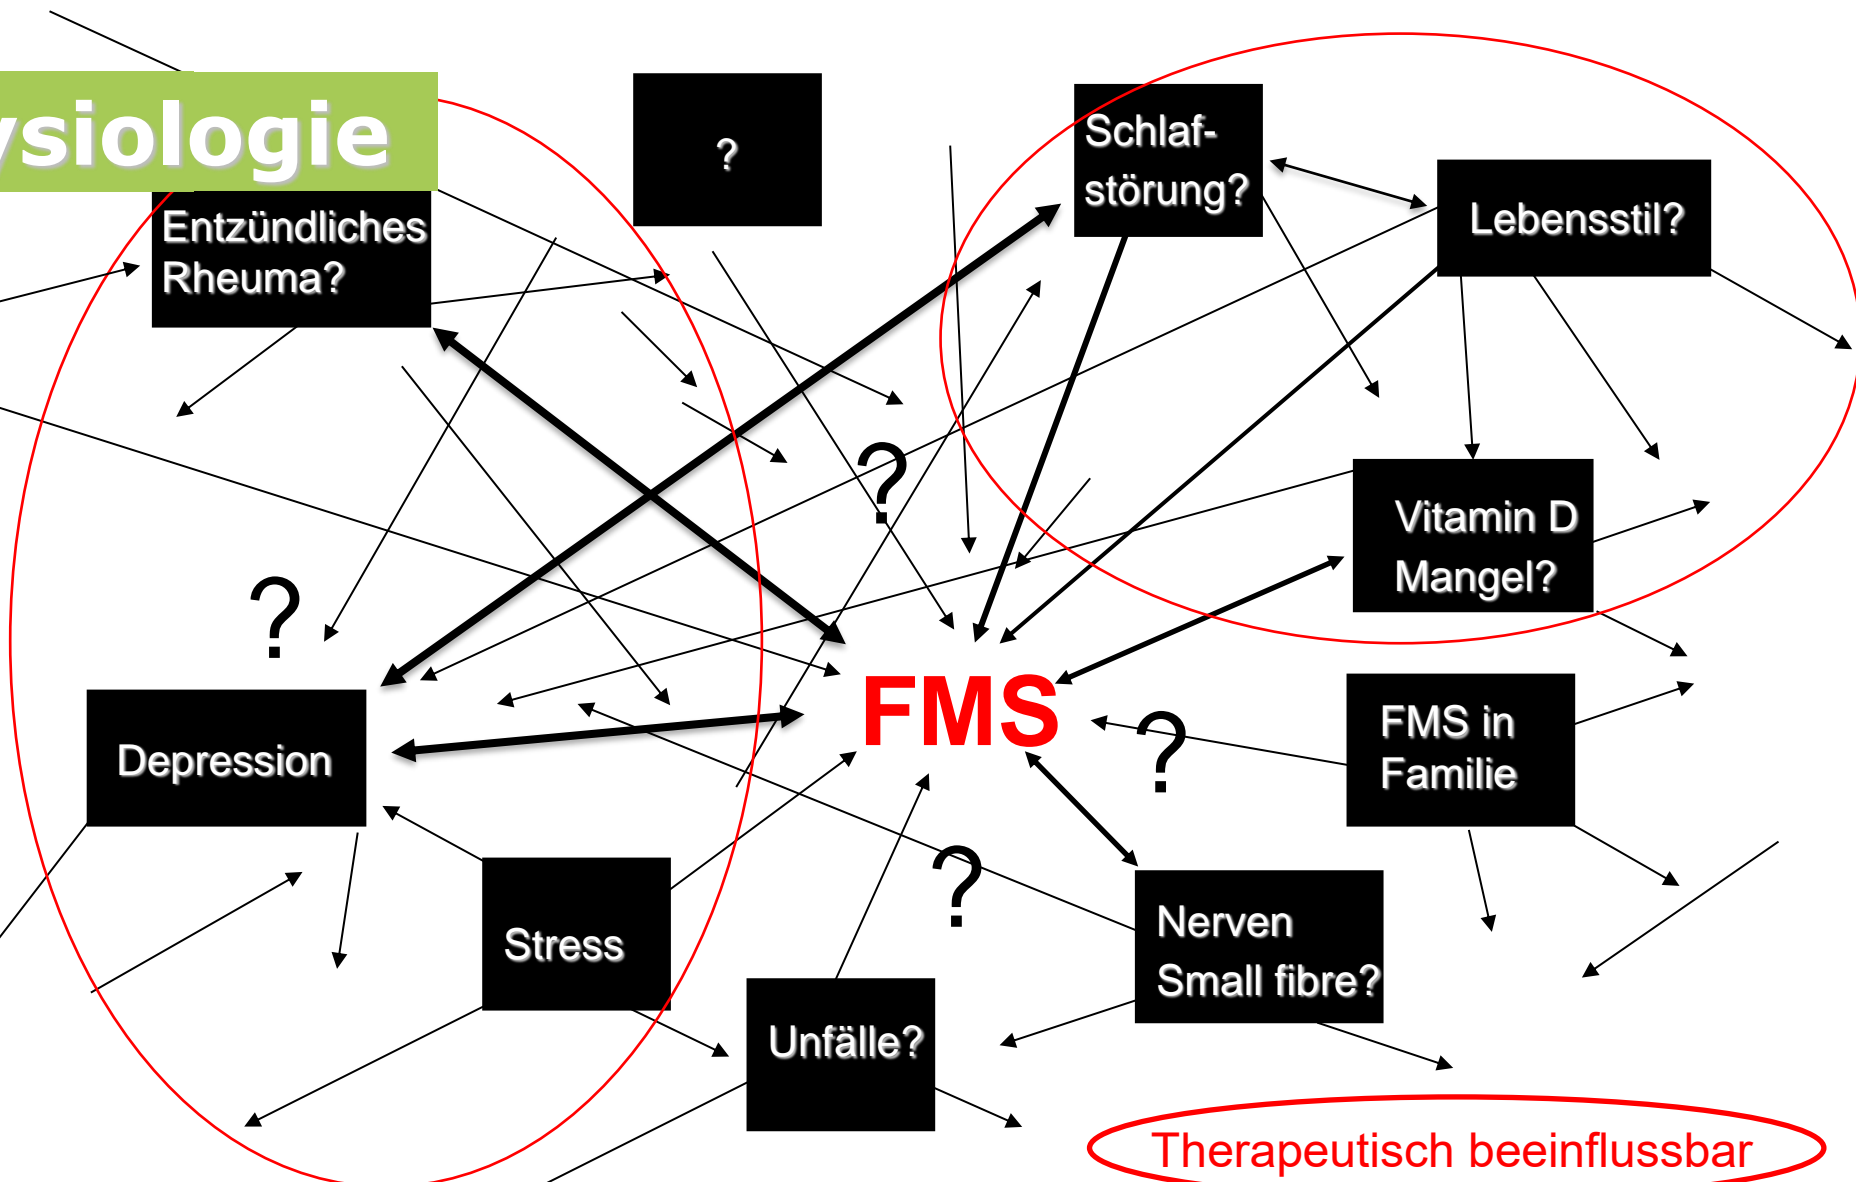 ysiologie
?
Schlaf-
störung?
Lebensstil?
Entzündliches
Rheuma?
?
Vitamin D
Mangel?
?
FMS
FMS in
Familie
?
Depression
?
Stress
Nerven
Small fibre?
Unfälle?
Therapeutisch beeinflussbar